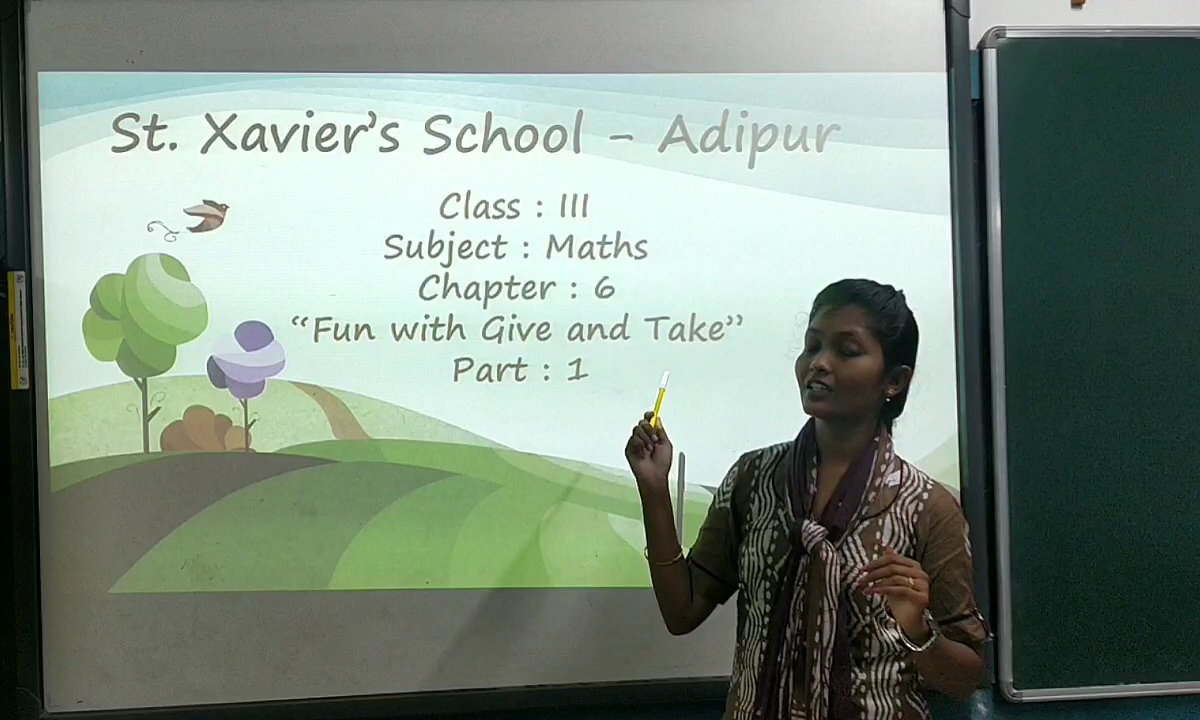 St. Xavier's School - Adipur
Class : III
Subject : Maths
Chapter : 6
“Fun with Give and Take”
Part : 1